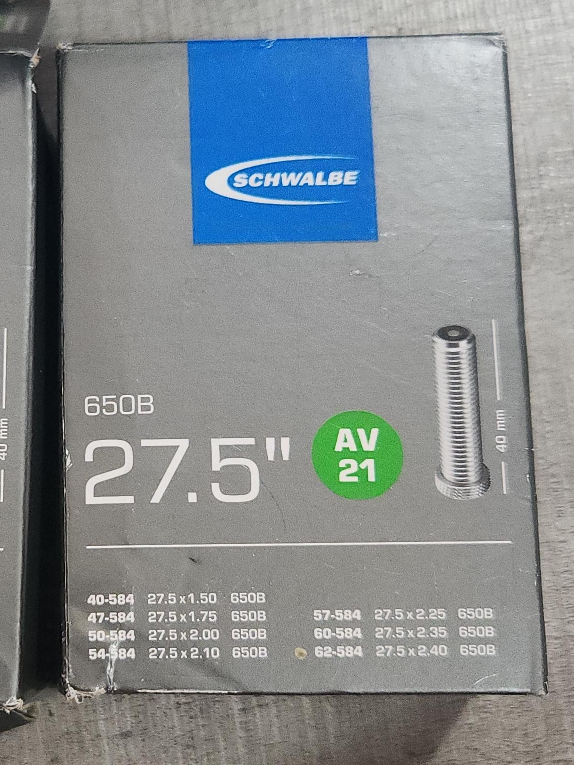 SCHWALBE
40 mm
650B
27.5"
AV
21
40 mm
40-584 27.5 x 1.50 650B
47-584 27.5 x 1.75 650B
50-584 27.5 x 2.00 650B
54-584 27.5 x 2.10 650B
57-584 27.5 x 2.25 650B
60-584 27.5 x 2.35 650B
62-584 27.5 x 2.40 650B